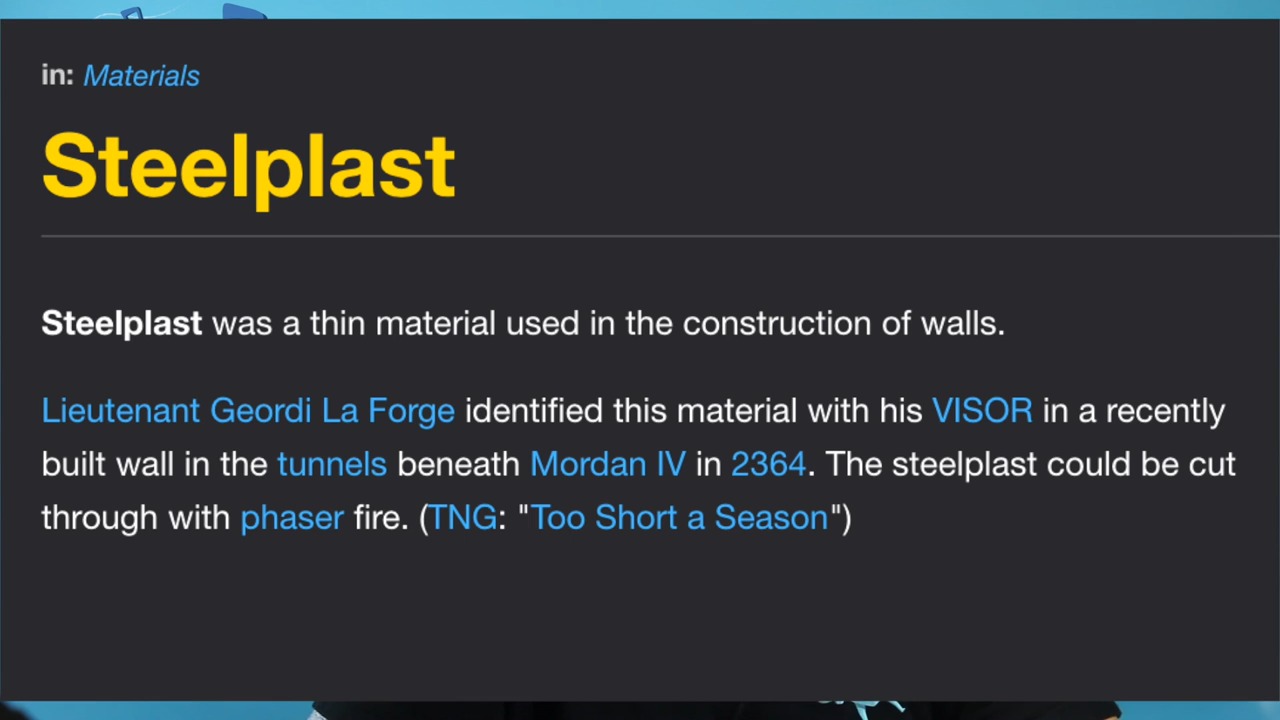 in: Materials
Steelplast
Steelplast was a thin material used in the construction of walls.
Lieutenant Geordi La Forge identified this material with his VISOR in a recently
built wall in the tunnels beneath Mordan IV in 2364. The steelplast could be cut
through with phaser fire. (TNG: "Too Short a Season")